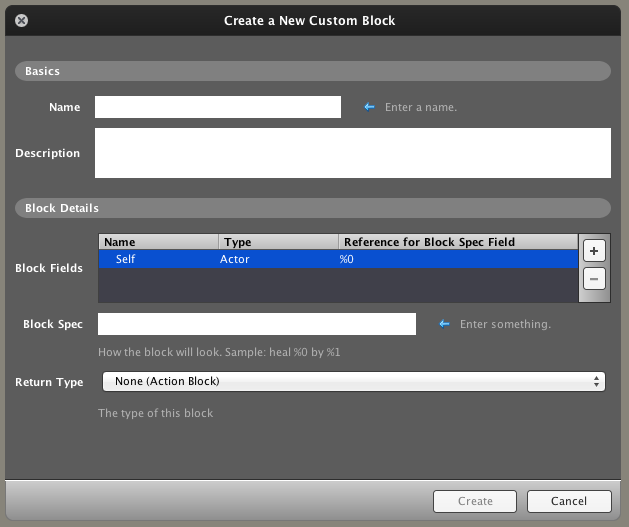 Create a New Custom Block
Basics
Name
Enter a name.
Description
Block Details
Name Type Reference for Block Spec Field
Block Fields
Self Actor %0
+
−
Block Spec
Enter something.
How the block will look. Sample: heal %0 by %1
Return Type
None (Action Block)
The type of this block
Create Cancel